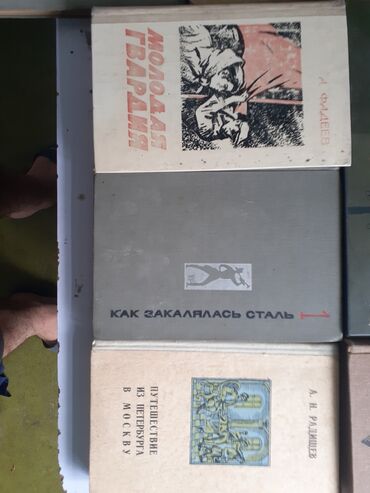 А. ФАДЕЕВ
МОЛОДАЯ
ГВАРДИЯ
КАК ЗАКАЛЯЛАСЬ СТАЛЬ 1
А. Н. РАДИЩЕВ
ПУТЕШЕСТВИЕ
ИЗ ПЕТЕРБУРГА
В МОСКВУ